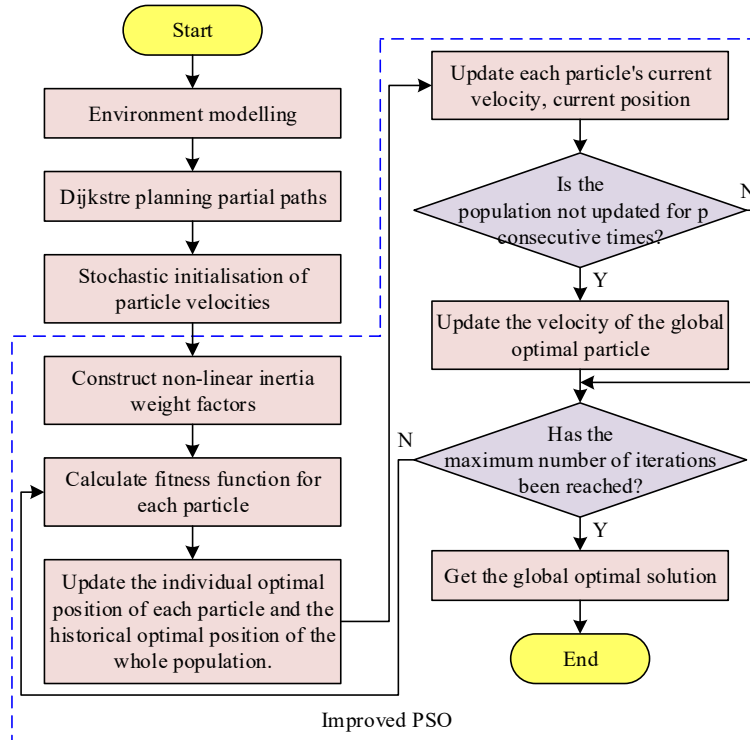 Start
Environment modelling
Dijkstre planning partial paths
Stochastic initialisation of
particle velocities
Construct non-linear inertia
weight factors
Calculate fitness function for
each particle
Update the individual optimal
position of each particle and the
historical optimal position of the
whole population.
Update each particle's current
velocity, current position
Is the
population not updated for p
consecutive times?
N
Y
Update the velocity of the global
optimal particle
N
Has the
maximum number of iterations
been reached?
Y
Get the global optimal solution
End
Improved PSO